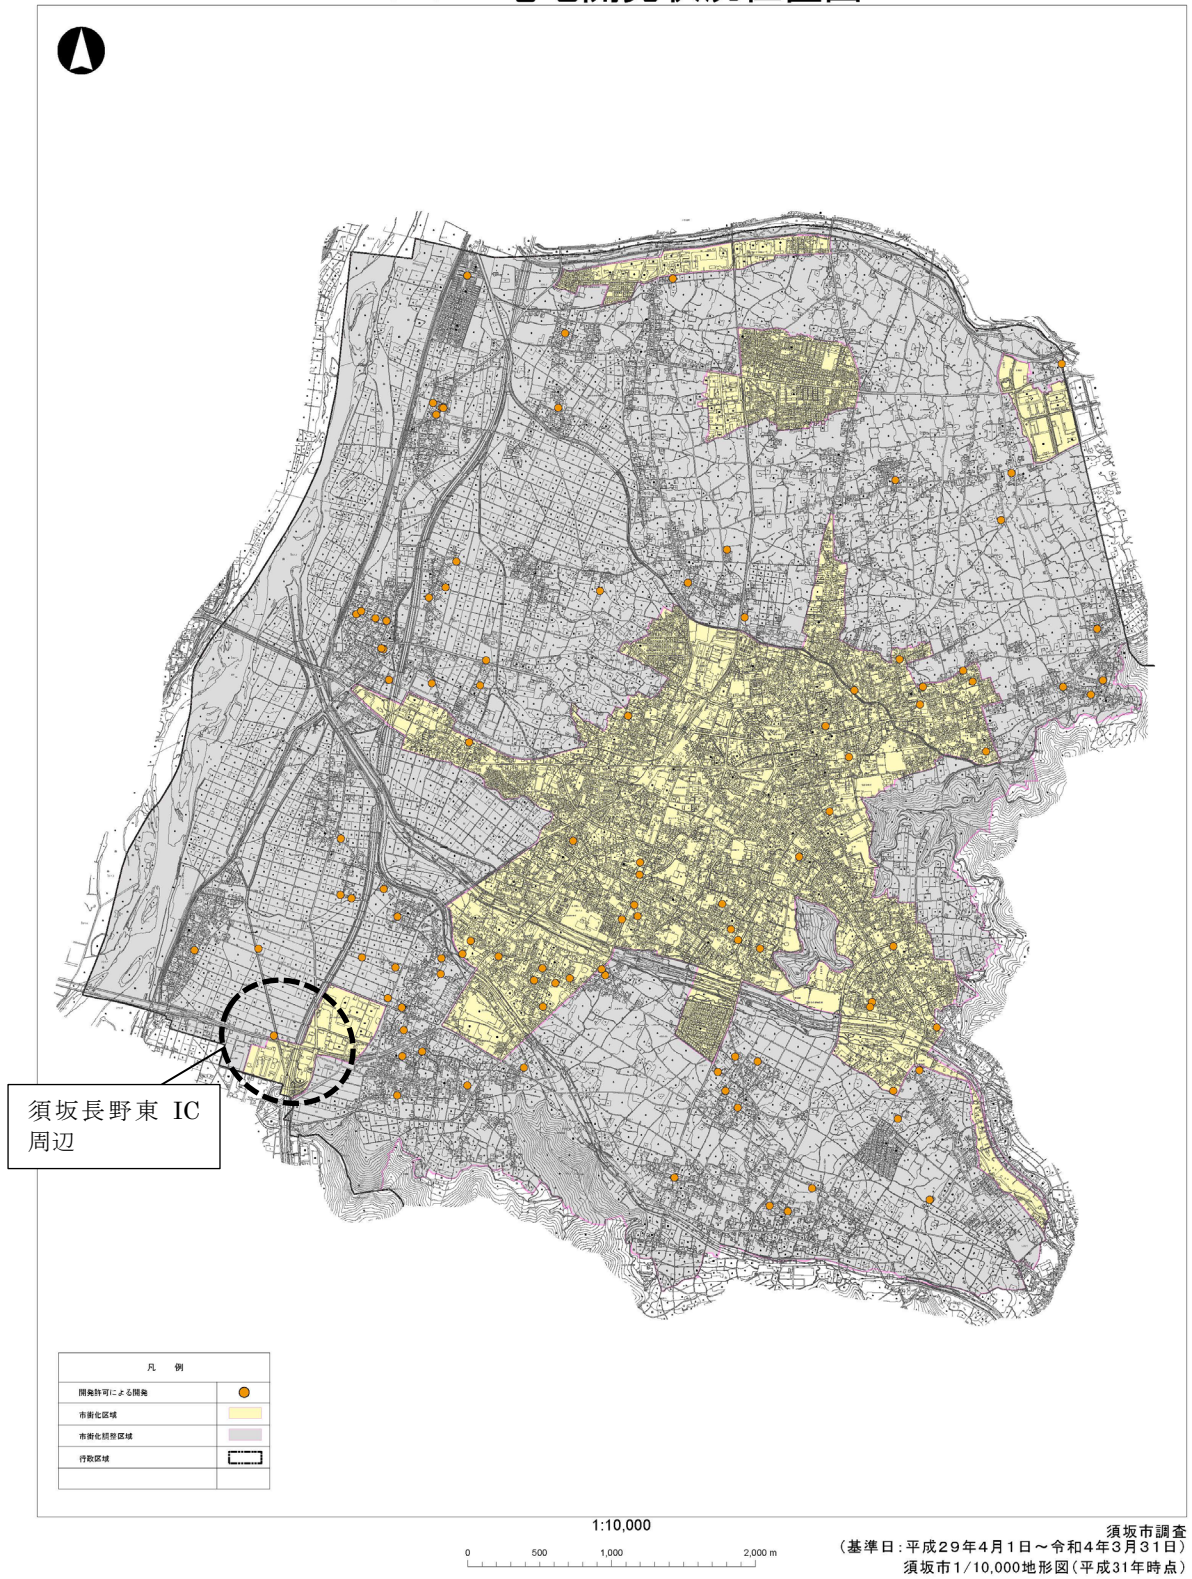 須坂長野東 IC
周辺
凡 例
開発許可による開発
市街化区域
市街化調整区域
行政区域
1:10,000
0 500 1,000 2,000 m
須坂市調査
(基準日:平成29年4月1日~令和4年3月31日)
須坂市1/10,000地形図(平成31年時点)